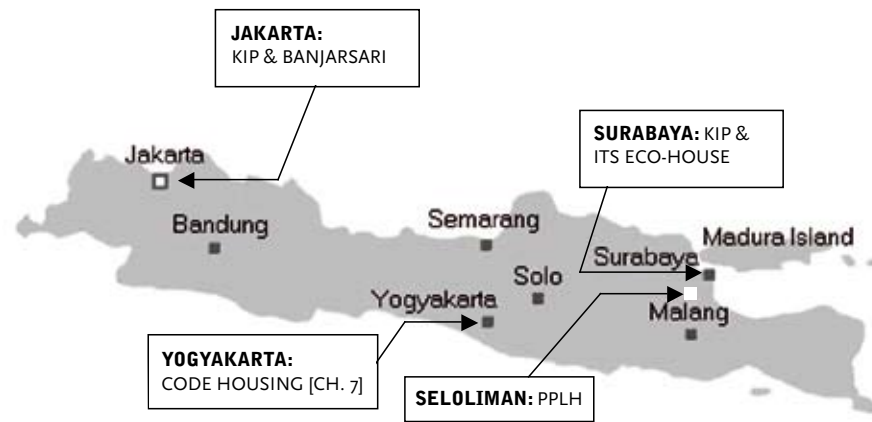 JAKARTA:
KIP & BANJARSARI
SURABAYA: KIP &
ITS ECO-HOUSE
Jakarta
Bandung
Semarang
Madura Island
Surabaya
Solo
Yogyakarta
Malang
YOGYAKARTA:
CODE HOUSING [CH. 7]
SELOLIMAN: PPLH